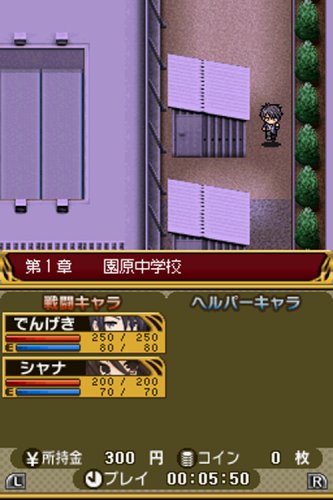 第1章 園原中学校
戦闘キャラ ヘルパーキャラ
でんげき
250 / 250
E 80 / 80
シャナ
200 / 200
E 70 / 70
¥所持金 300 円 コイン 0 枚
L プレイ 00:05:50 R